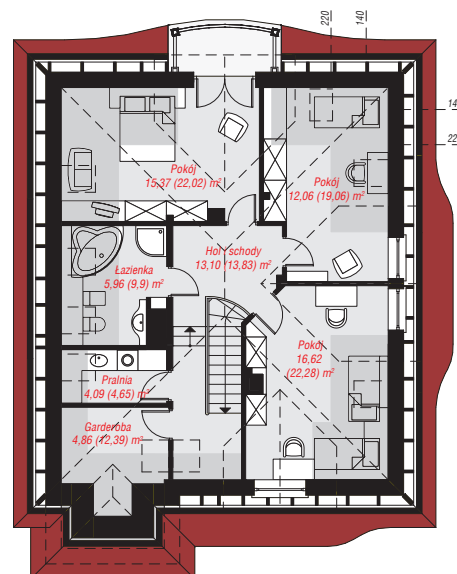 220
140
14
22
Pokój
15,37 (22,02) m²
Pokój
12,06 (19,06) m²
Hol+schody
13,10 (13,83) m²
Łazienka
5,96 (9,9) m²
Pokój
16,62
(22,28) m²
Pralnia
4,09 (4,65) m²
Garderoba
4,86 (12,39) m²